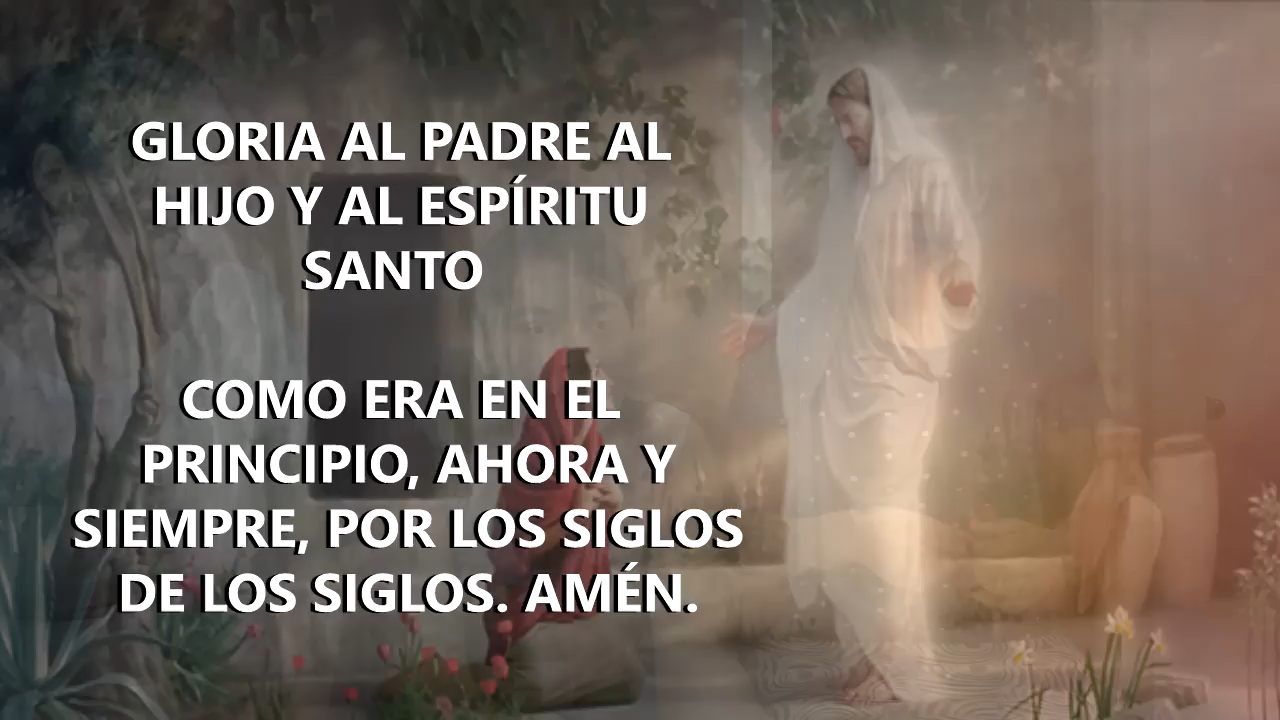 GLORIA AL PADRE AL
HIJO Y AL ESPÍRITU
SANTO
COMO ERA EN EL
PRINCIPIO, AHORA Y
SIEMPRE, POR LOS SIGLOS
DE LOS SIGLOS. AMÉN.